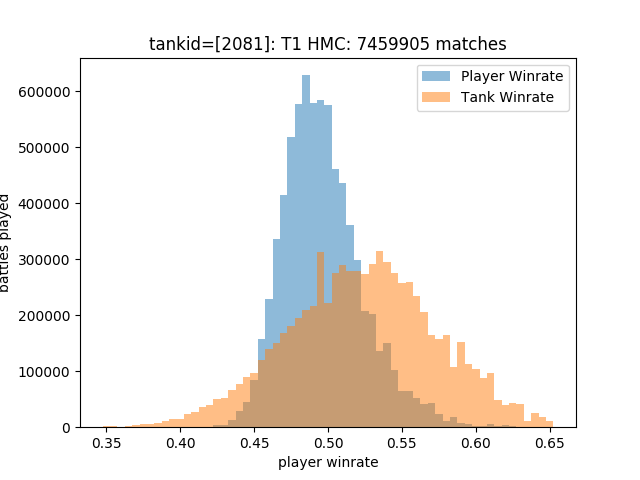 tankid=[2081]: T1 HMC: 7459905 matches
Player Winrate
Tank Winrate
600000
500000
400000
300000
200000
100000
0
battles played
0.35 0.40 0.45 0.50 0.55 0.60 0.65
player winrate